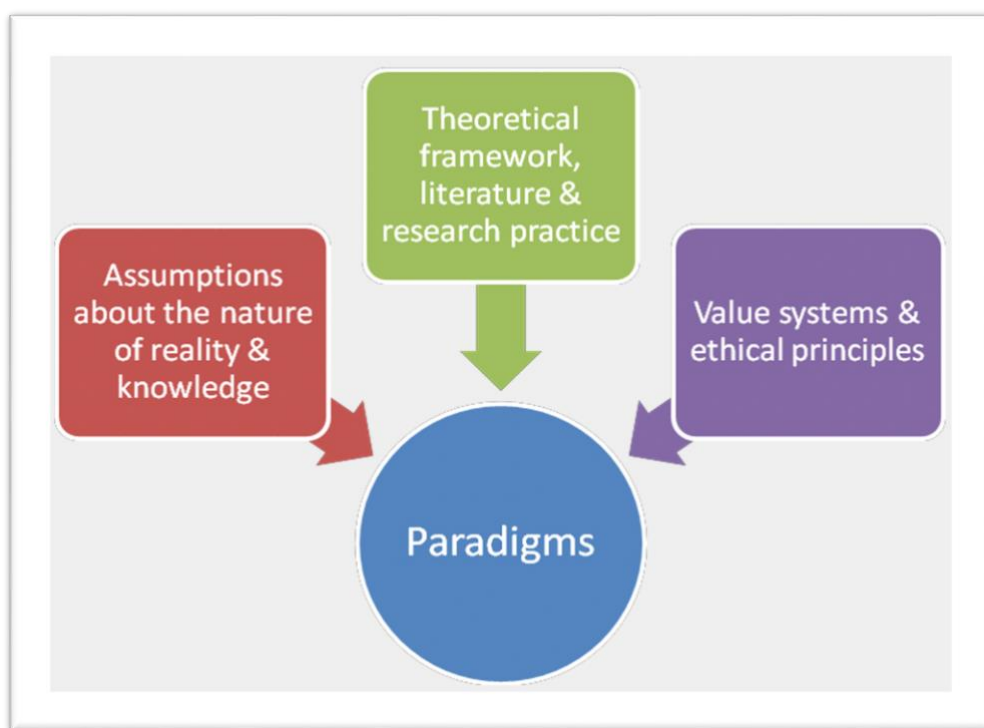 Theoretical
framework,
literature &
research practice
Assumptions
about the nature
of reality &
knowledge
Value systems &
ethical principles
Paradigms